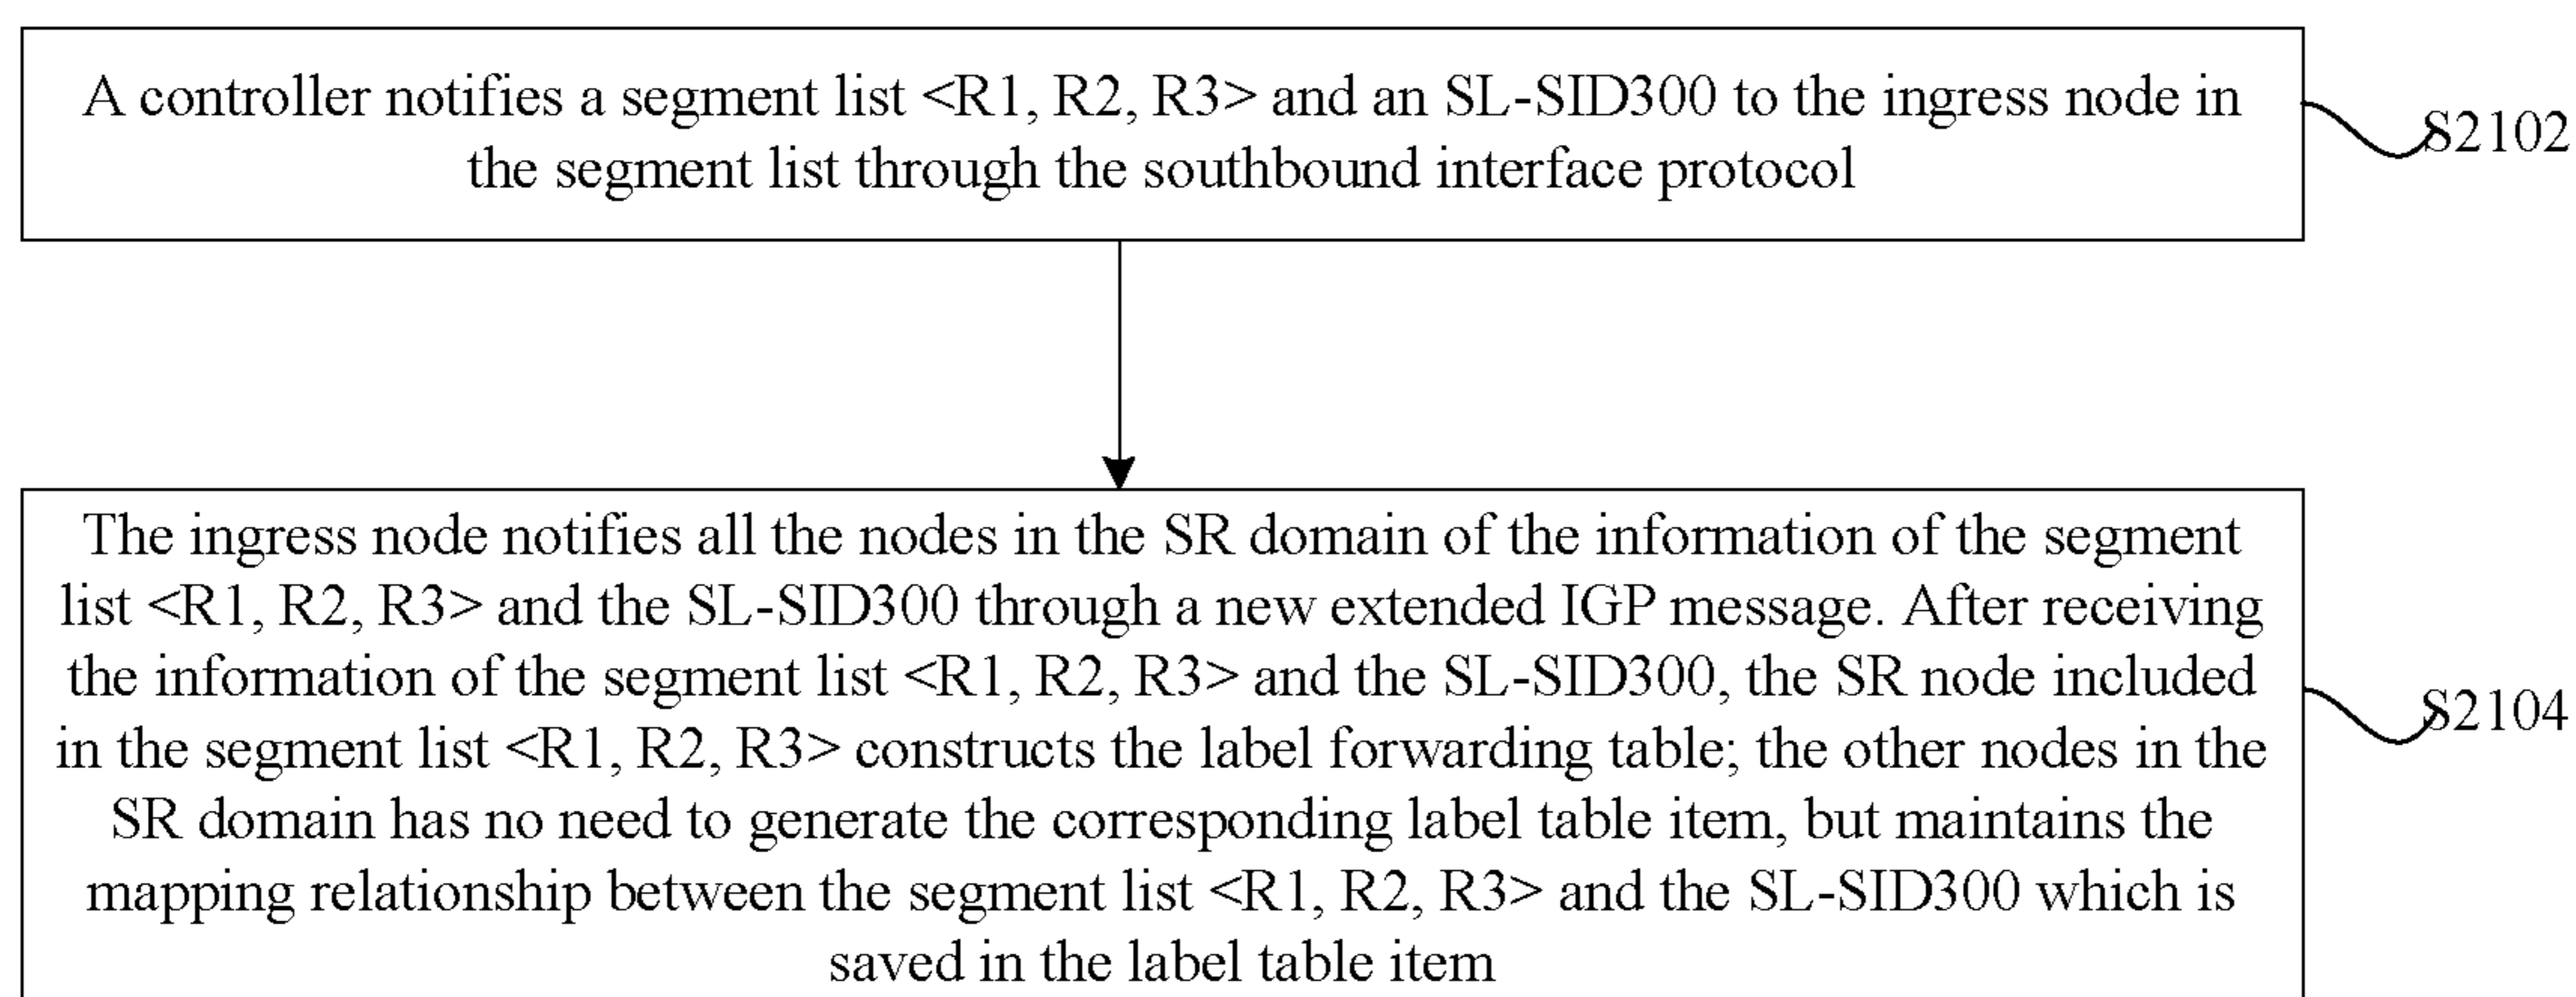 A controller notifies a segment list <R1, R2, R3> and an SL-SID300 to the ingress node in
the segment list through the southbound interface protocol
S2102
The ingress node notifies all the nodes in the SR domain of the information of the segment
list <R1, R2, R3> and the SL-SID300 through a new extended IGP message. After receiving
the information of the segment list <R1, R2, R3> and the SL-SID300, the SR node included
in the segment list <R1, R2, R3> constructs the label forwarding table; the other nodes in the
SR domain has no need to generate the corresponding label table item, but maintains the
mapping relationship between the segment list <R1, R2, R3> and the SL-SID300 which is
saved in the label table item
S2104